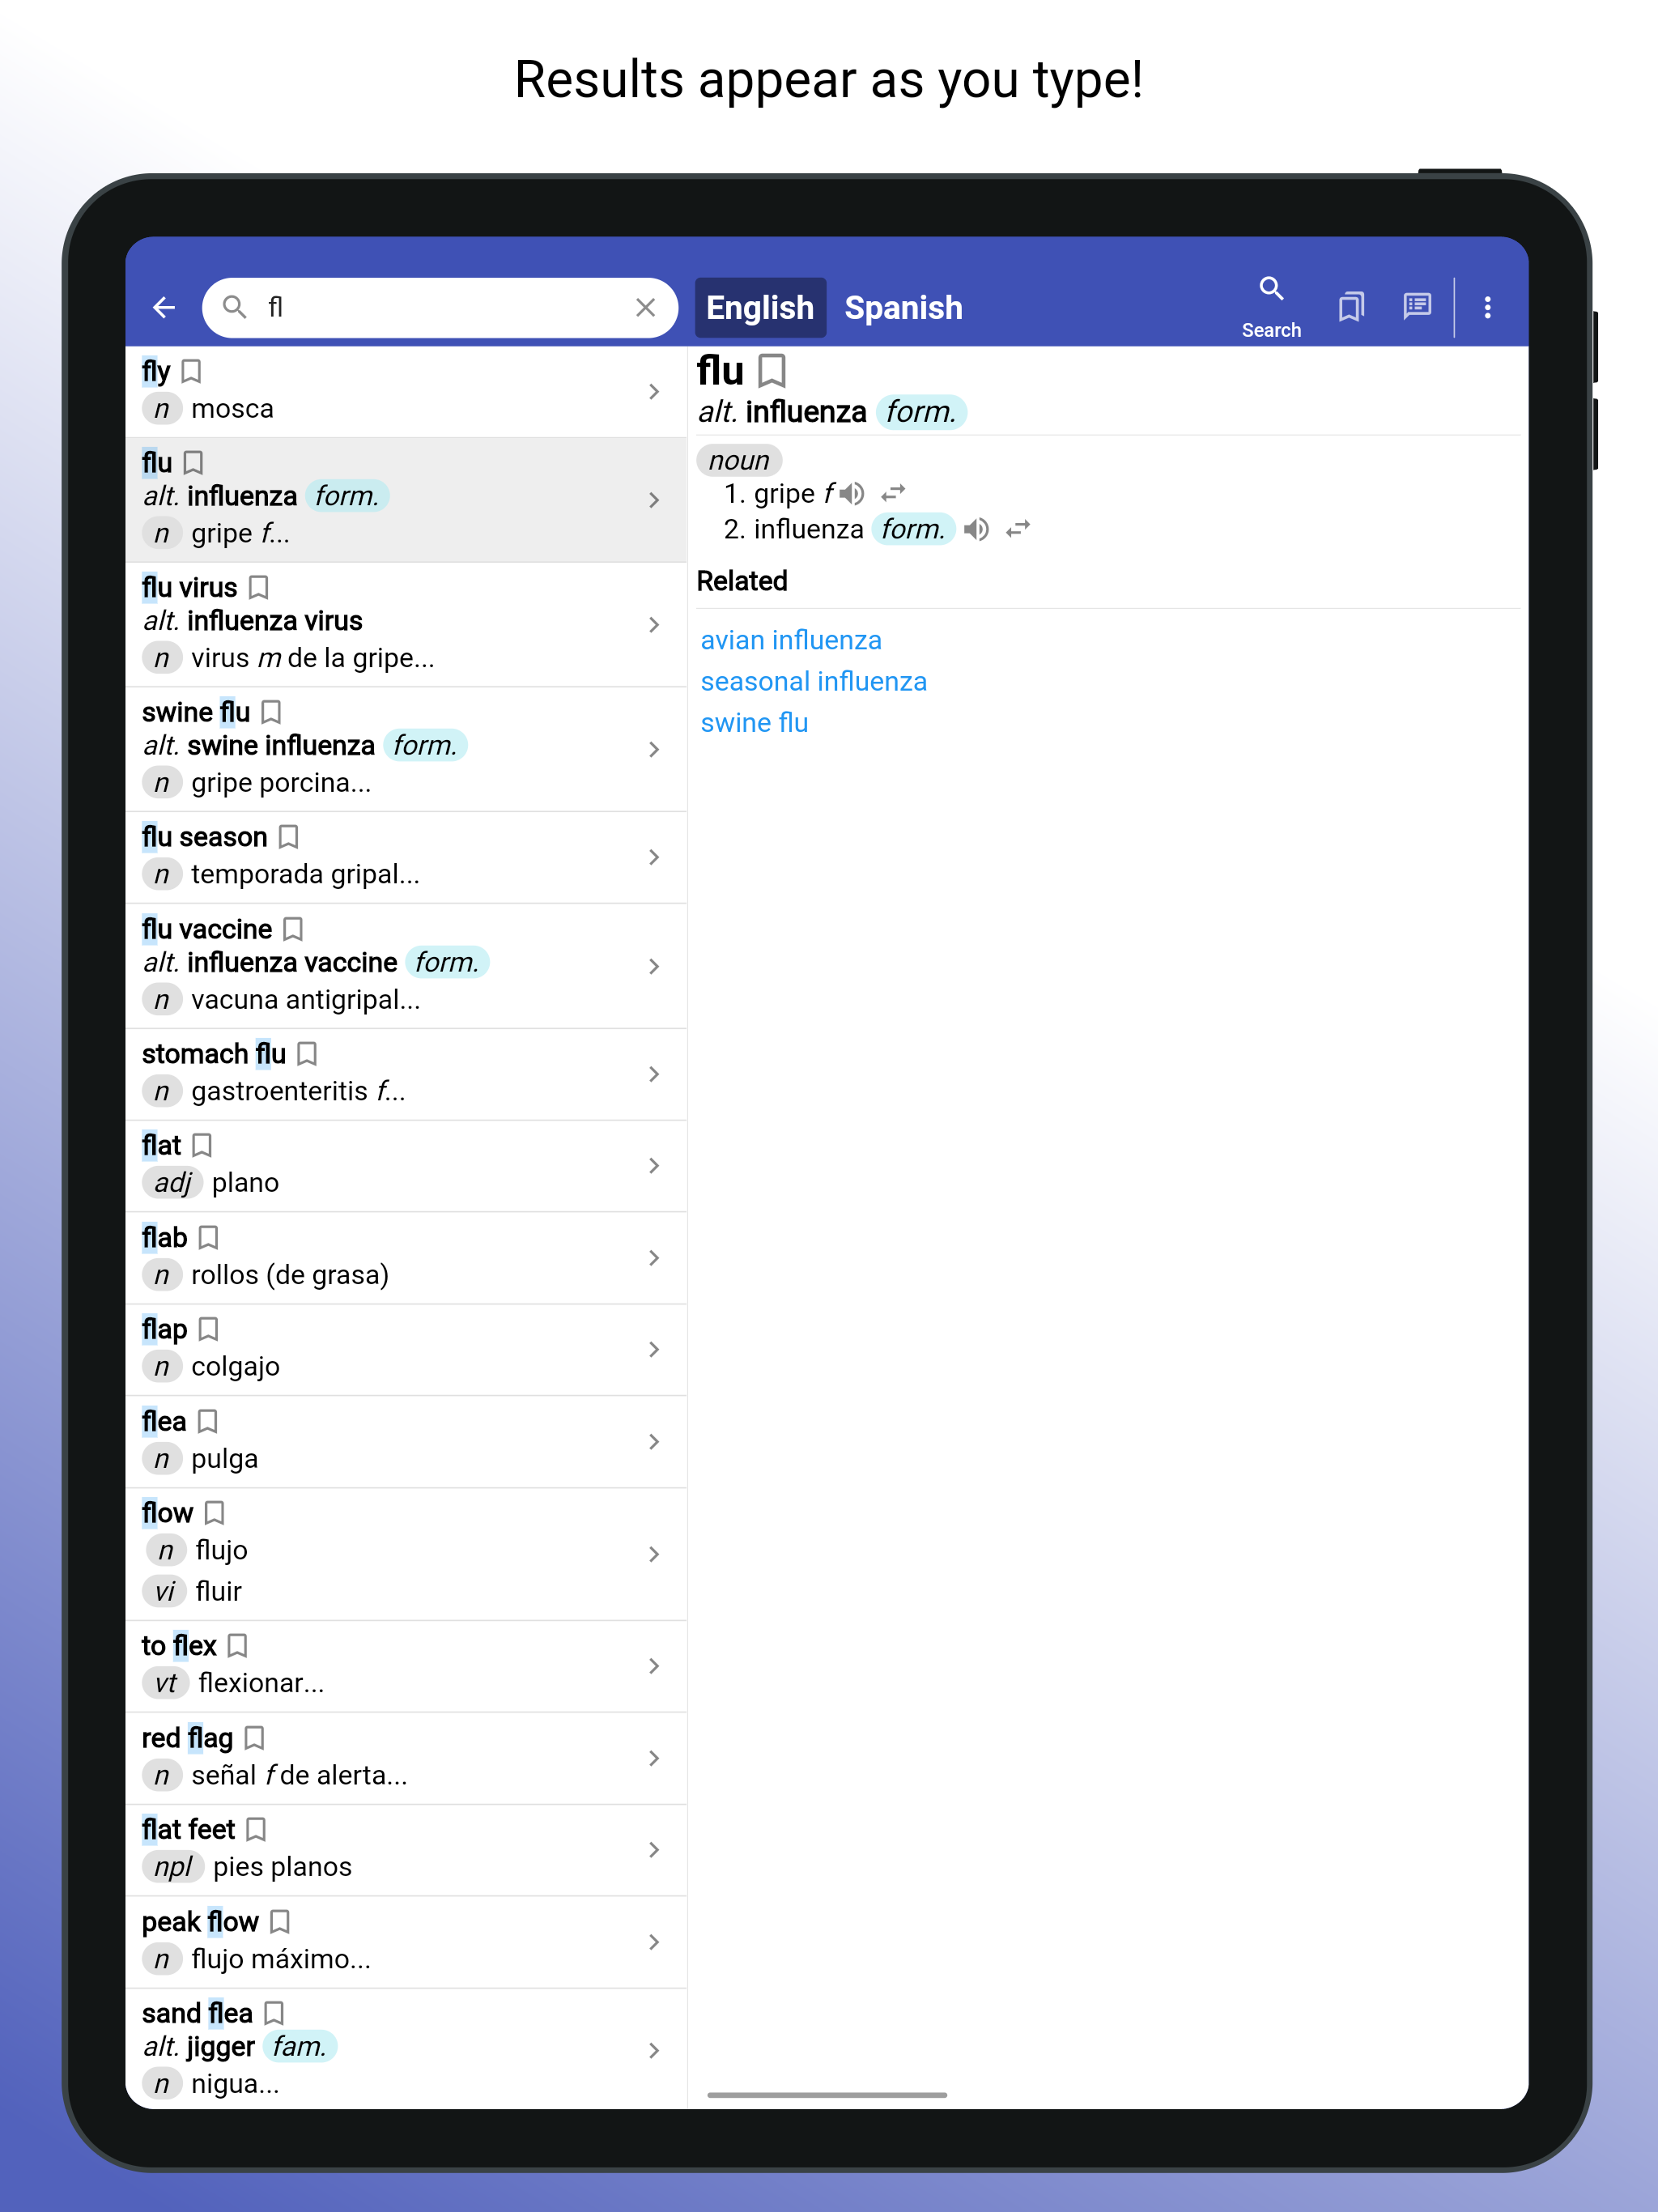 Results appear as you type!
fl
English Spanish
Search
fly
n mosca
flu
alt. influenza form.
n gripe f...
flu virus
alt. influenza virus
n virus m de la gripe...
swine flu
alt. swine influenza form.
n gripe porcina...
flu season
n temporada gripal...
flu vaccine
alt. influenza vaccine form.
n vacuna antigripal...
stomach flu
n gastroenteritis f...
flat
adj plano
flab
n rollos (de grasa)
flap
n colgajo
flea
n pulga
flow
n flujo
vi fluir
to flex
vt flexionar...
red flag
n señal f de alerta...
flat feet
npl pies planos
peak flow
n flujo máximo...
sand flea
alt. jigger fam.
n nigua...
flu
alt. influenza form.
noun
1. gripe f
2. influenza form.
Related
avian influenza
seasonal influenza
swine flu